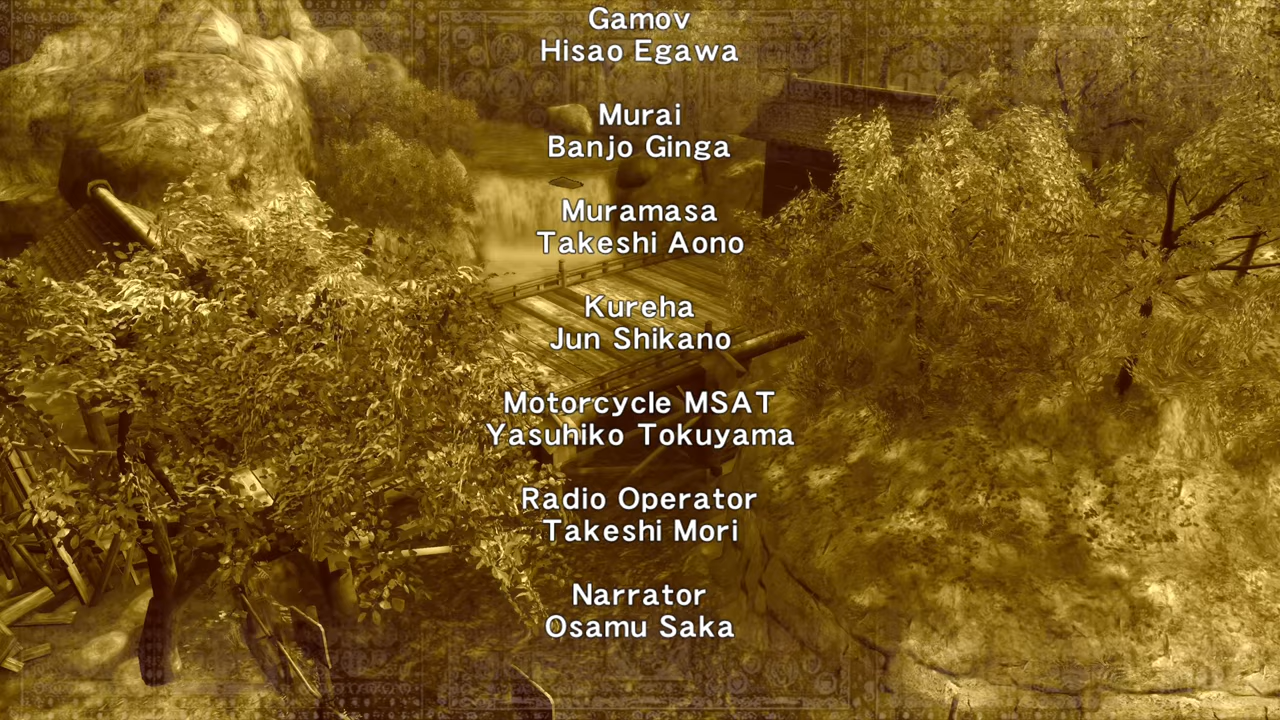 Gamov
Hisao Egawa
Murai
Banjo Ginga
Muramasa
Takeshi Aono
Kureha
Jun Shikano
Motorcycle MSAT
Yasuhiko Tokuyama
Radio Operator
Takeshi Mori
Narrator
Osamu Saka